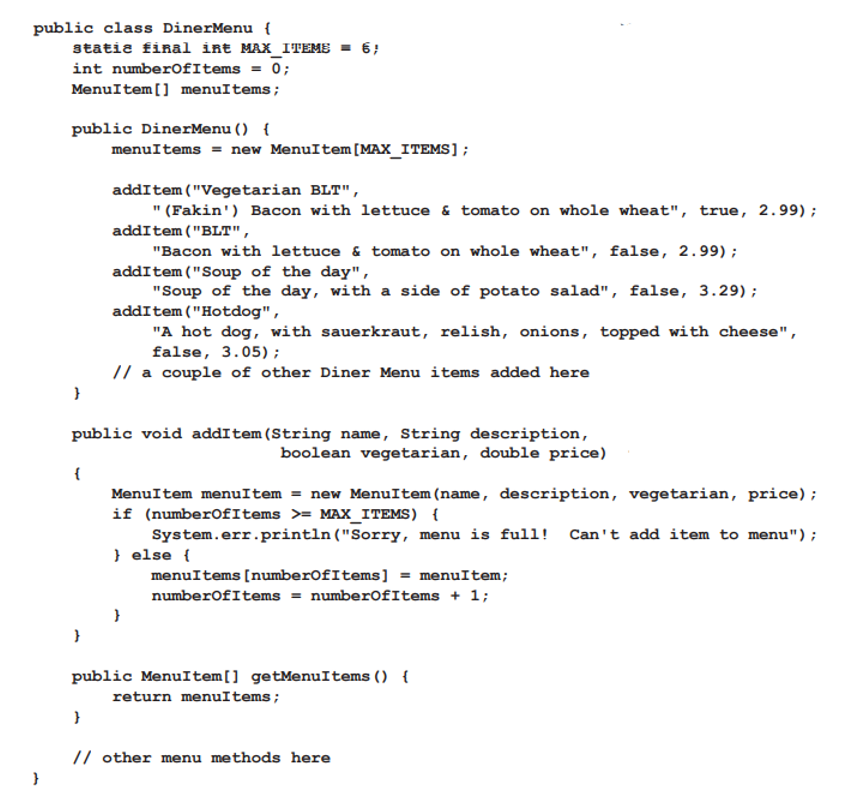 public class DinerMenu {
    static final int MAX_ITEMS = 6;
    int numberOfItems = 0;
    MenuItem[] menuItems;

    public DinerMenu() {
        menuItems = new MenuItem[MAX_ITEMS];

        addItem("Vegetarian BLT",
            "(Fakin') Bacon with lettuce & tomato on whole wheat", true, 2.99);
        addItem("BLT",
            "Bacon with lettuce & tomato on whole wheat", false, 2.99);
        addItem("Soup of the day",
            "Soup of the day, with a side of potato salad", false, 3.29);
        addItem("Hotdog",
            "A hot dog, with sauerkraut, relish, onions, topped with cheese",
            false, 3.05);
        // a couple of other Diner Menu items added here
    }

    public void addItem(String name, String description,
                         boolean vegetarian, double price)
    {
        MenuItem menuItem = new MenuItem(name, description, vegetarian, price);
        if (numberOfItems >= MAX_ITEMS) {
            System.err.println("Sorry, menu is full!  Can't add item to menu");
        } else {
            menuItems[numberOfItems] = menuItem;
            numberOfItems = numberOfItems + 1;
        }
    }

    public MenuItem[] getMenuItems() {
        return menuItems;
    }

    // other menu methods here
}